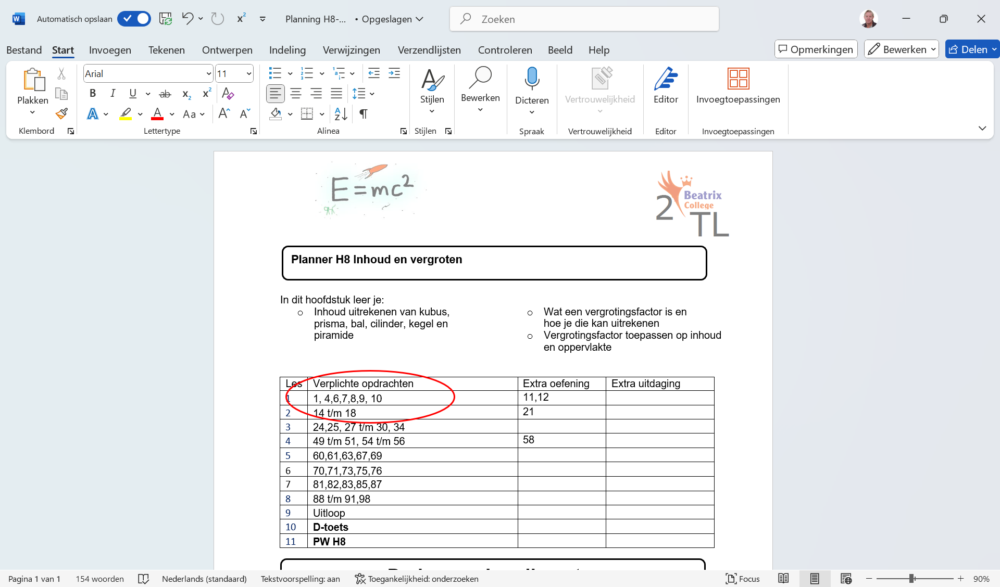 Automatisch opslaan
x²
Planning H8-... • Opgeslagen
Zoeken
Bestand Start Invoegen Tekenen Ontwerpen Indeling Verwijzingen Verzendlijsten Controleren Beeld Help
Opmerkingen Bewerken Delen
Plakken
Klembord
Arial 11
B I U ab x₂ x² A
A A Aa A A
Lettertype
Alinea
Stijlen
Stijlen
Bewerken
Dicteren
Spraak
Vertrouwelijkheid
Vertrouwelijkheid
Editor
Editor
Invoegtoepassingen
Invoegtoepassingen
E=mc²
Beatrix
College
2
TL
Planner H8 Inhoud en vergroten
In dit hoofdstuk leer je:
o Inhoud uitrekenen van kubus,
prisma, bal, cilinder, kegel en
piramide
o Wat een vergrotingsfactor is en
hoe je die kan uitrekenen
o Vergrotingsfactor toepassen op inhoud
en oppervlakte
Les Verplichte opdrachten Extra oefening Extra uitdaging
1 1, 4,6,7,8,9, 10 11,12
2 14 t/m 18 21
3 24,25, 27 t/m 30, 34
4 49 t/m 51, 54 t/m 56 58
5 60,61,63,67,69
6 70,71,73,75,76
7 81,82,83,85,87
8 88 t/m 91,98
9 Uitloop
10 D-toets
11 PW H8
Pagina 1 van 1 154 woorden Nederlands (standaard) Tekstvoorspelling: aan Toegankelijkheid: onderzoeken Focus 90%